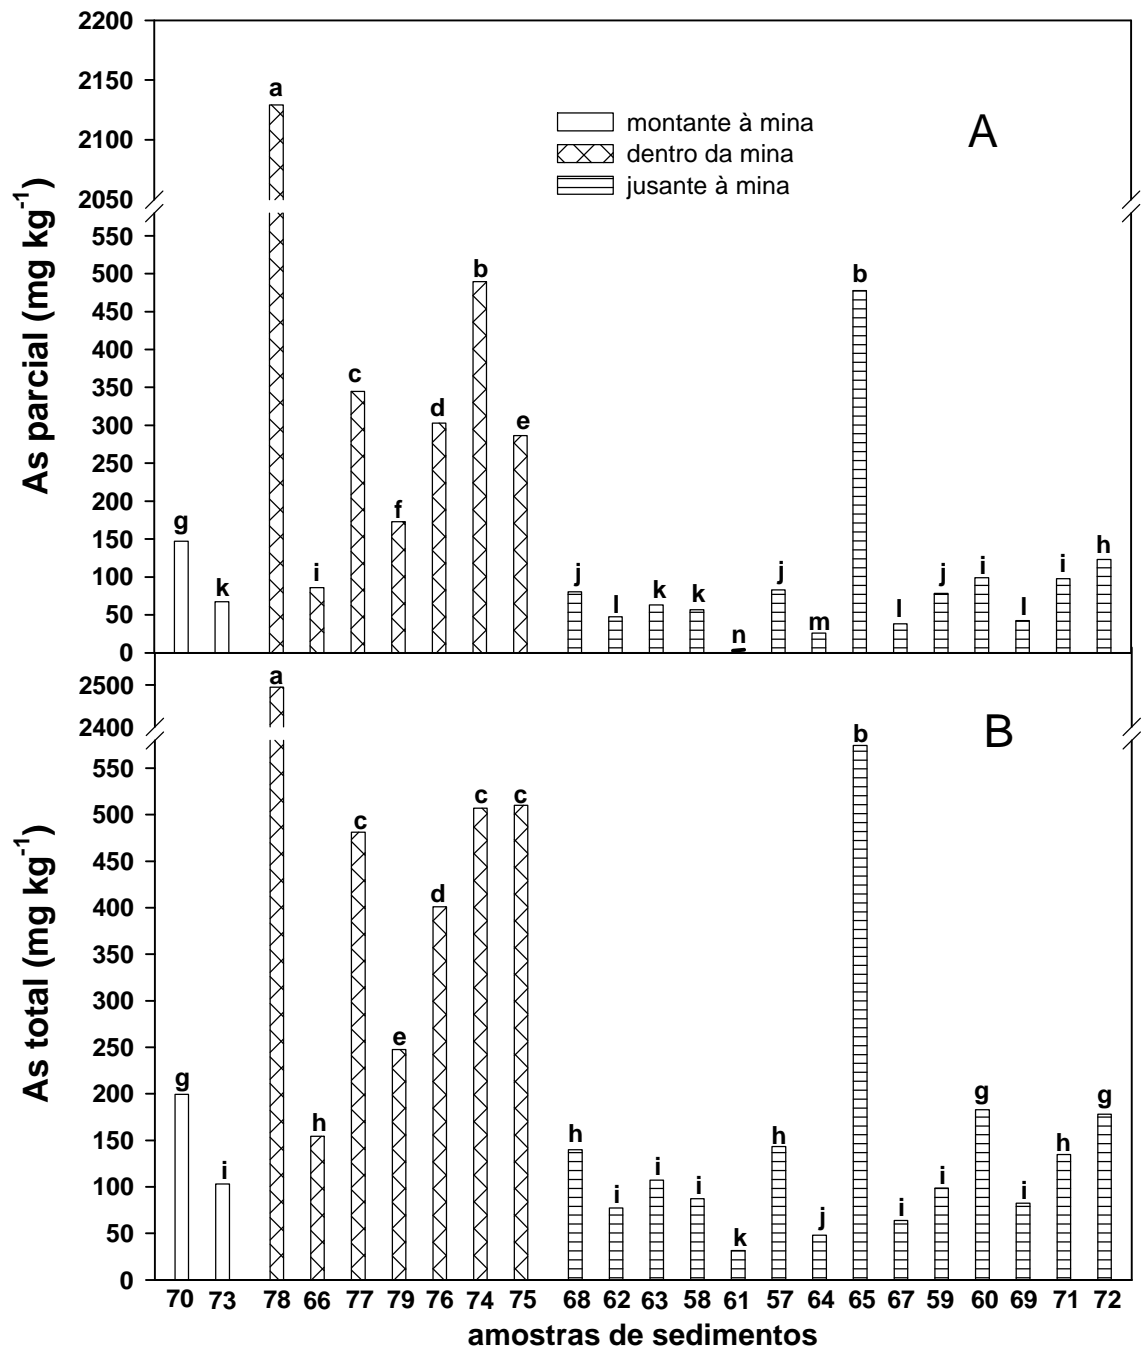 2200
2150
2100
2050
550
500
450
400
350
300
250
200
150
100
50
0
As parcial (mg kg-1)
montante à mina
dentro da mina
jusante à mina
A
a
b
b
c
d
e
f
g
k
i
j
l
k
k
n
j
m
l
j
i
l
i
h
2500
2400
550
500
450
400
350
300
250
200
150
100
50
0
As total (mg kg-1)
B
a
b
c
c
c
d
e
g
i
h
h
i
i
i
k
h
j
i
i
g
i
h
g
70 73 78 66 77 79 76 74 75 68 62 63 58 61 57 64 65 67 59 60 69 71 72
amostras de sedimentos